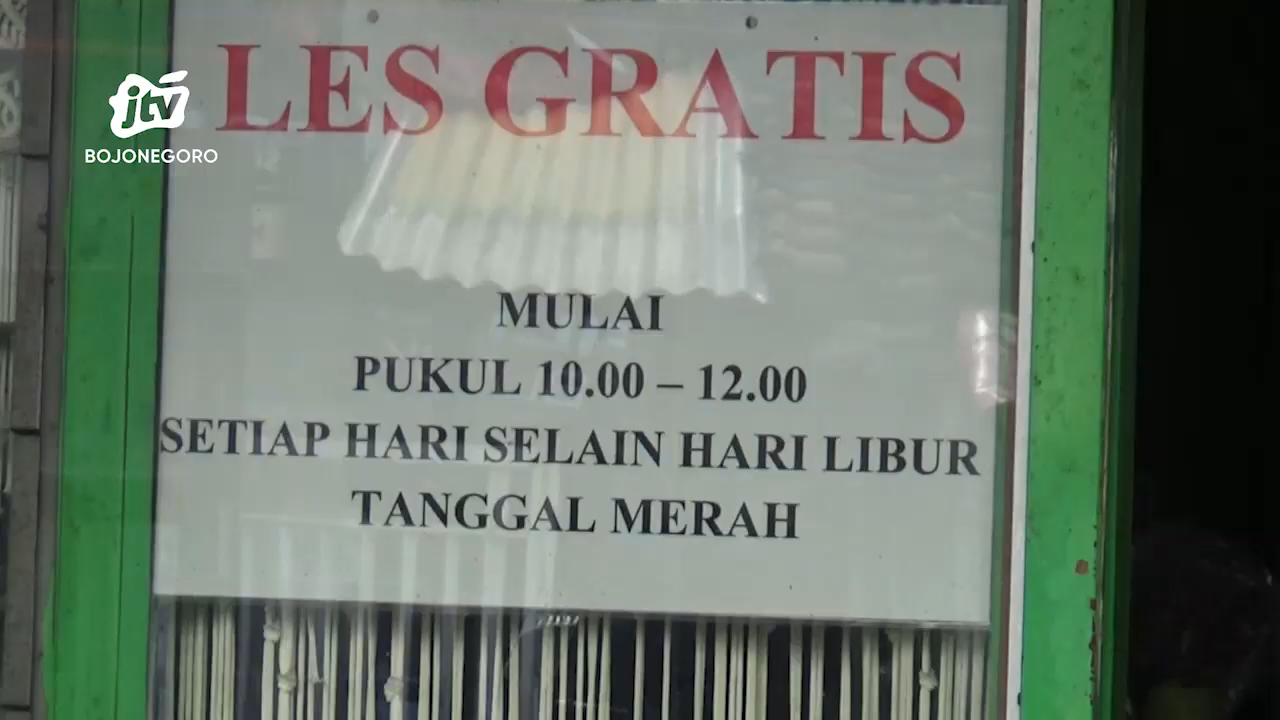 LES GRATIS
jtv
BOJONEGORO
MULAI
PUKUL 10.00 – 12.00
SETIAP HARI SELAIN HARI LIBUR
TANGGAL MERAH